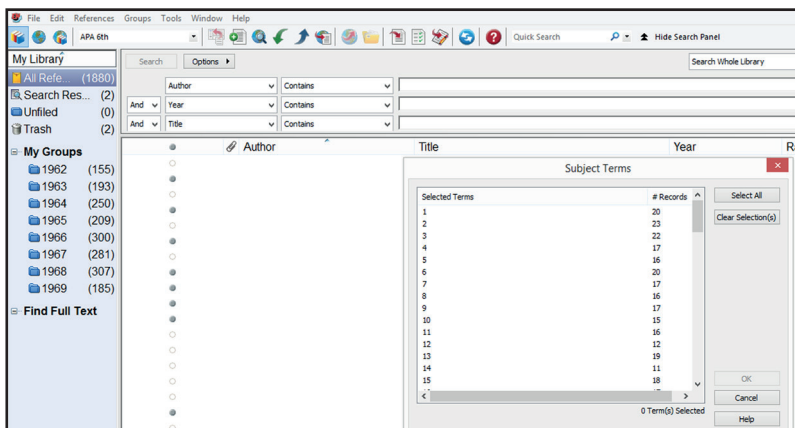 File Edit References Groups Tools Window Help
APA 6th Quick Search Hide Search Panel
My Library
All Refe... (1880)
Search Res... (2)
Unfiled (0)
Trash (2)
My Groups
1962 (155)
1963 (193)
1964 (250)
1965 (209)
1966 (300)
1967 (281)
1968 (307)
1969 (185)
Find Full Text
Search Options Search Whole Library
Author Contains
And Year Contains
And Title Contains
Author Title Year R
Subject Terms
Selected Terms # Records
1 20
2 23
3 22
4 17
5 16
6 20
7 17
8 16
9 17
10 15
11 16
12 12
13 19
14 11
15 18
0 Term(s) Selected
Select All
Clear Selection(s)
OK
Cancel
Help